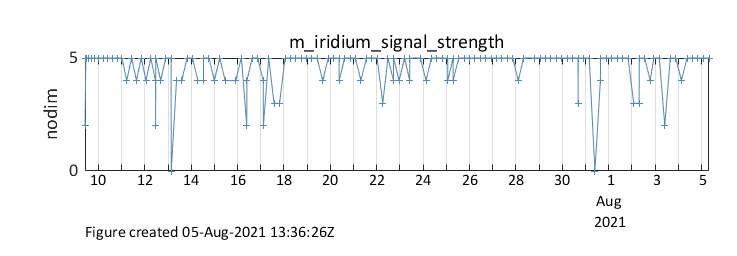 m_iridium_signal_strength
5
nodim
0
10 12 14 16 18 20 22 24 26 28 30 1 3 5
Aug
2021
Figure created 05-Aug-2021 13:36:26Z